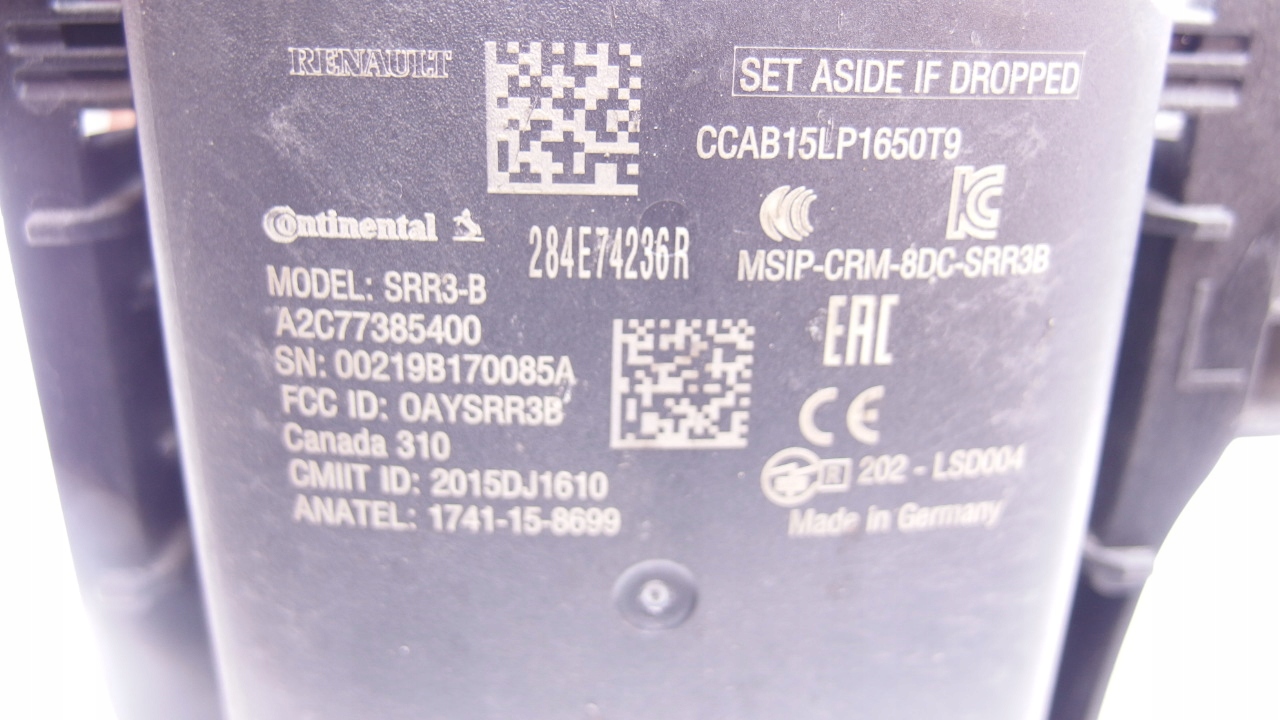 RENAULT
SET ASIDE IF DROPPED
CCAB15LP1650T9
Continental
284E74236R
MSIP-CRM-8DC-SRR3B
MODEL: SRR3-B
A2C77385400
SN: 00219B170085A
FCC ID: OAYSRR3B
Canada 310
CMIIT ID: 2015DJ1610
ANATEL: 1741-15-8699
KC
EAC
CE
R 202 - LSD004
Made in Germany